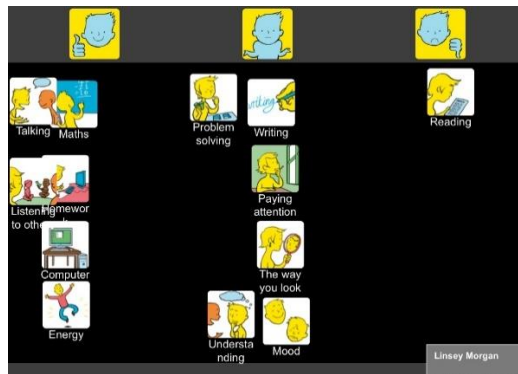 Talking
Maths
Problem
solving
Writing
writing
Reading
Listening
to othe
Homewor
k
Paying
attention
Computer
The way
you look
Energy
Understa
nding
Mood
Linsey Morgan